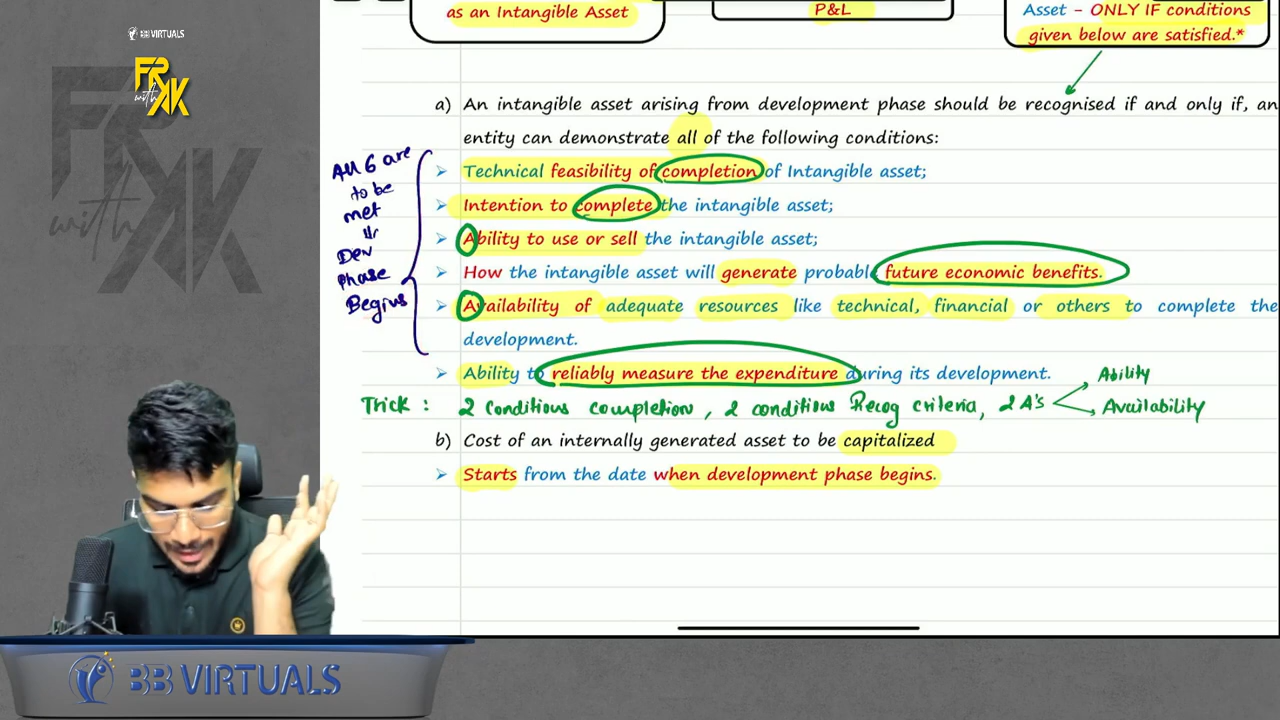 as an Intangible Asset
P&L
Asset - ONLY IF conditions
given below are satisfied.*
BB VIRTUALS
FR
with AK
a) An intangible asset arising from development phase should be recognised if and only if, an
entity can demonstrate all of the following conditions:
➢ Technical feasibility of completion of Intangible asset;
➢ Intention to complete the intangible asset;
➢ Ability to use or sell the intangible asset;
➢ How the intangible asset will generate probable future economic benefits.
➢ Availability of adequate resources like technical, financial or others to complete the
development.
➢ Ability to reliably measure the expenditure during its development.
All 6 are
to be
met
Dev
Phase
Begins
Trick : 2 conditions completion, 2 conditions Recog criteria, 2 A's
Ability
Availability
b) Cost of an internally generated asset to be capitalized
➢ Starts from the date when development phase begins.
BB VIRTUALS